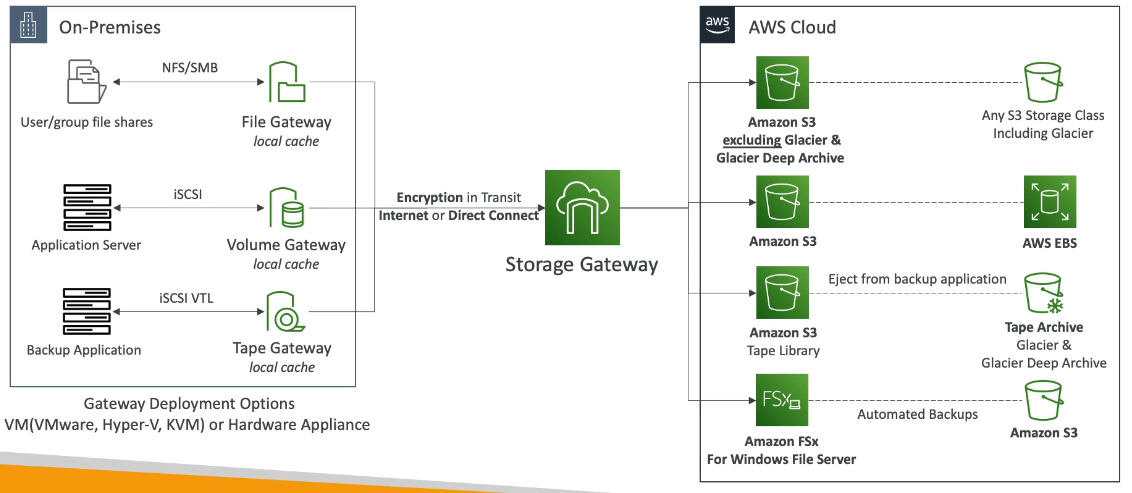 On-Premises
NFS/SMB
User/group file shares
File Gateway
local cache
iSCSI
Application Server
Volume Gateway
local cache
iSCSI VTL
Backup Application
Tape Gateway
local cache
Gateway Deployment Options
VM(VMware, Hyper-V, KVM) or Hardware Appliance
Encryption in Transit
Internet or Direct Connect
Storage Gateway
aws
AWS Cloud
Amazon S3
excluding Glacier &
Glacier Deep Archive
Any S3 Storage Class
Including Glacier
Amazon S3
AWS EBS
Amazon S3
Tape Library
Eject from backup application
Tape Archive
Glacier &
Glacier Deep Archive
FSx
Amazon FSx
For Windows File Server
Automated Backups
Amazon S3